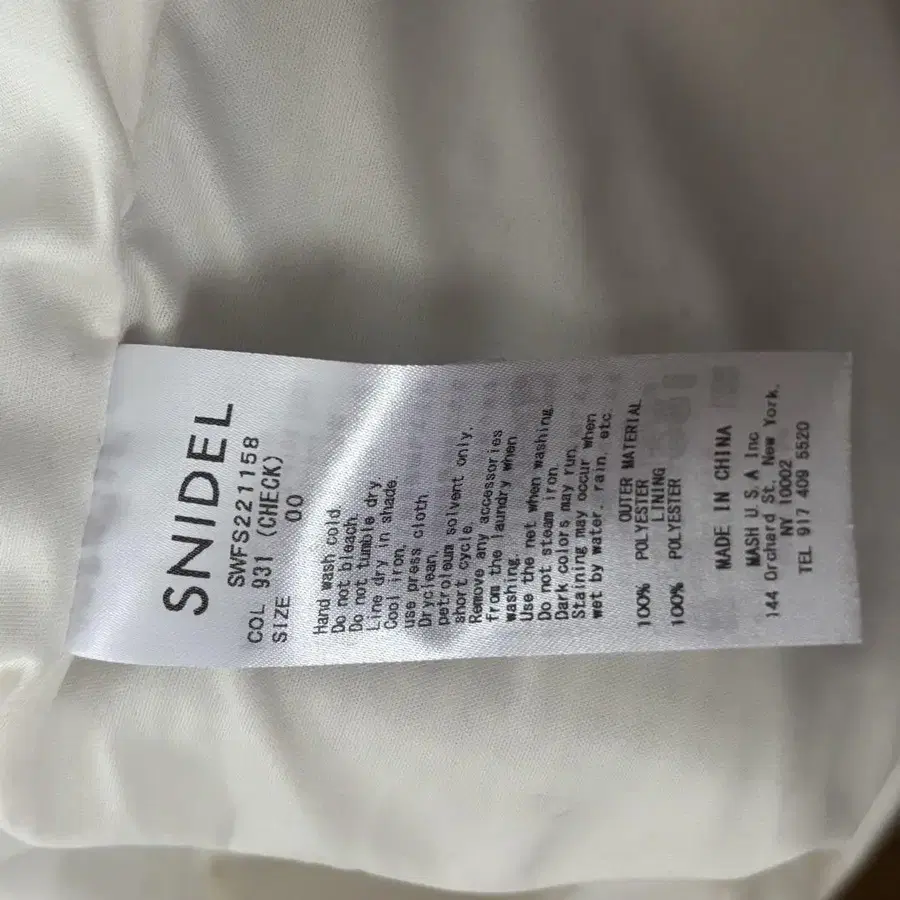 SNIDEL
SWFS221158
COL 931 (CHECK)
SIZE 00
Hand wash cold.
Do not bleach.
Do not tumble dry.
Line dry in shade
Cool iron,
use press cloth
Dryclean,
petroleum solvent only,
short cycle.
Remove any accessories
from the laundry when
washing.
Use the net when washing.
Do not steam iron.
Dark colors may run.
Staining may occur when
wet by water, rain, etc
OUTER MATERIAL
100% POLYESTER
LINING
100% POLYESTER
MADE IN CHINA
MASH U.S.A Inc
144 Orchard St. New York,
NY 10002
TEL 917 409 5520